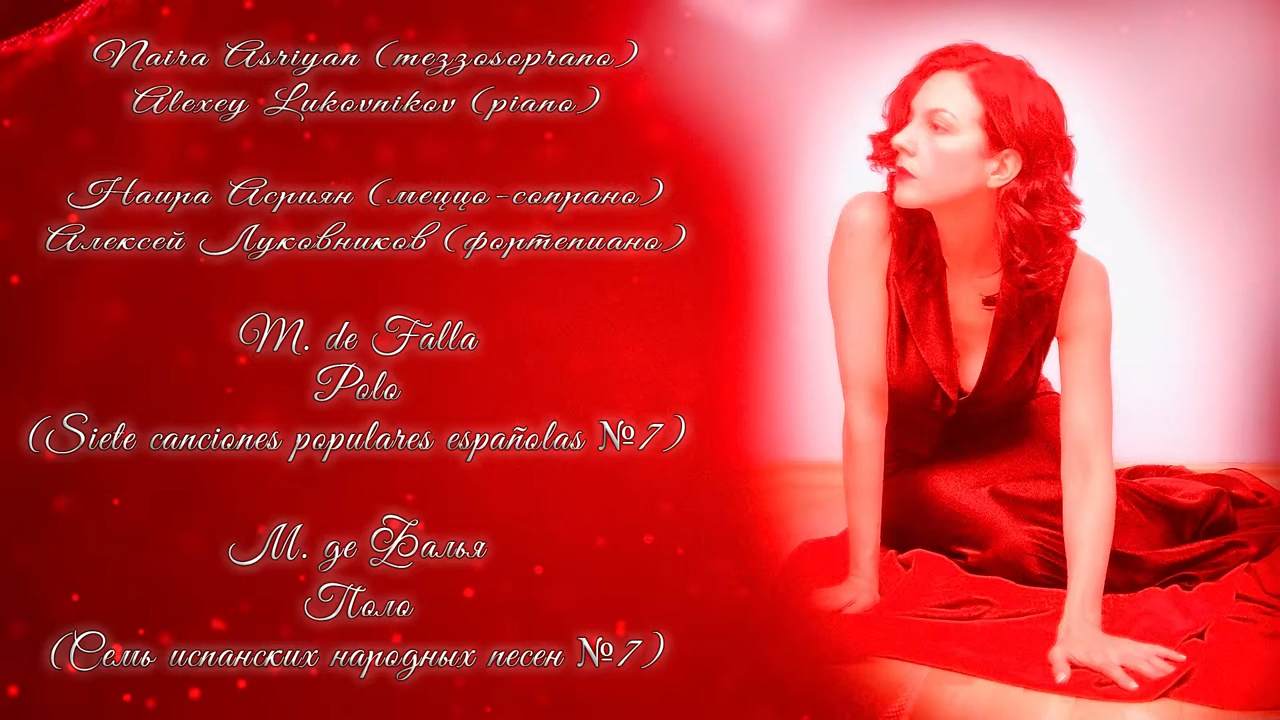 Naira Asriyan (mezzosoprano)
Alexey Lukovnikov (piano)
Наира Асриян (меццо-сопрано)
Алексей Луковников (фортепиано)
M. de Falla
Polo
(Siete canciones populares españolas №7)
М. де Фалья
Поло
(Семь испанских народных песен №7)